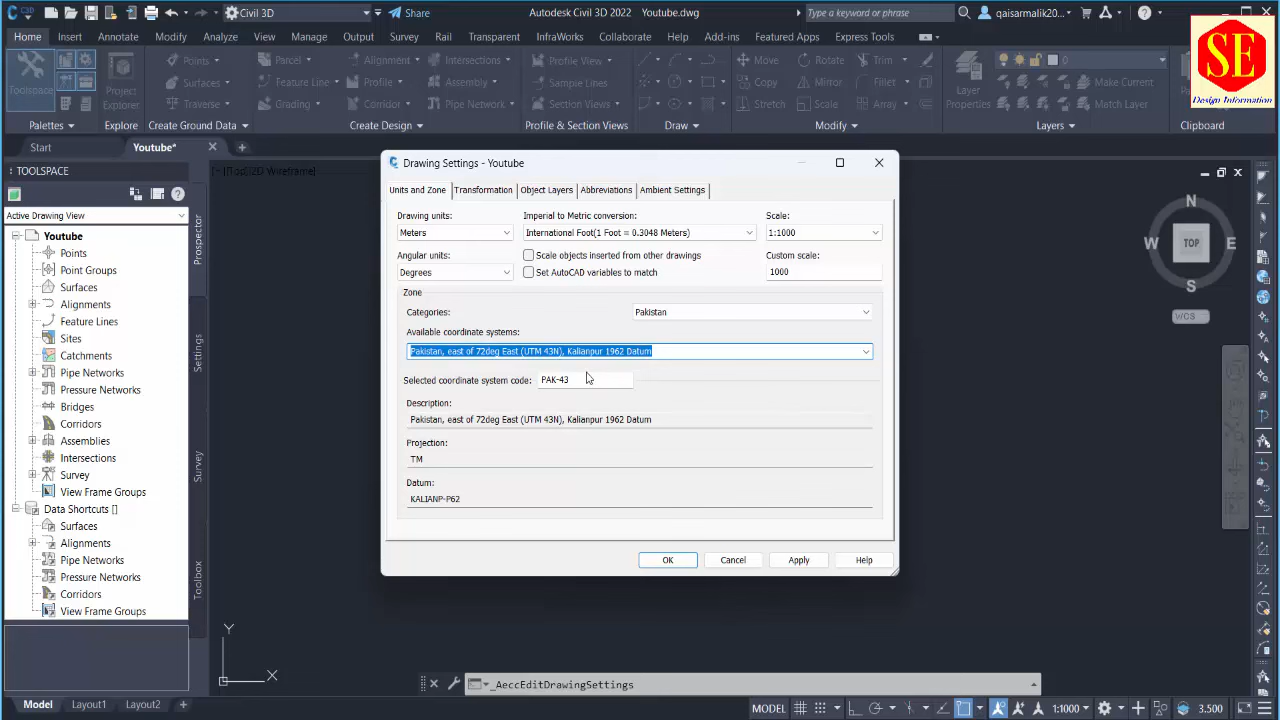 C3D
Civil 3D
Share
Autodesk Civil 3D 2022 Youtube.dwg
Type a keyword or phrase
qaisarmalik20...
Home Insert Annotate Modify Analyze View Manage Output Survey Rail Transparent InfraWorks Collaborate Help Add-ins Featured Apps Express Tools
SE
Design Information
Toolspace
Palettes
Project Explorer
Explore
Points
Surfaces
Traverse
Create Ground Data
Parcel
Feature Line
Grading
Alignment
Profile
Corridor
Intersections
Assembly
Pipe Network
Create Design
Profile View
Sample Lines
Section Views
Profile & Section Views
Draw
Move
Copy
Stretch
Rotate
Mirror
Scale
Trim
Fillet
Array
Modify
Layer Properties
0
Make Current
Match Layer
Layers
Clipboard
Start
Youtube*
TOOLSPACE
[-][Top][2D Wireframe]
Active Drawing View
Youtube
Points
Point Groups
Surfaces
Alignments
Feature Lines
Sites
Catchments
Pipe Networks
Pressure Networks
Bridges
Corridors
Assemblies
Intersections
Survey
View Frame Groups
Data Shortcuts []
Surfaces
Alignments
Pipe Networks
Pressure Networks
Corridors
View Frame Groups
Prospector
Settings
Survey
Toolbox
Drawing Settings - Youtube
Units and Zone Transformation Object Layers Abbreviations Ambient Settings
Drawing units:
Meters
Imperial to Metric conversion:
International Foot(1 Foot = 0.3048 Meters)
Scale:
1:1000
Angular units:
Degrees
Scale objects inserted from other drawings
Set AutoCAD variables to match
Custom scale:
1000
Zone
Categories: Pakistan
Available coordinate systems:
Pakistan, east of 72deg East (UTM 43N), Kalianpur 1962 Datum
Selected coordinate system code: PAK-43
Description:
Pakistan, east of 72deg East (UTM 43N), Kalianpur 1962 Datum
Projection:
TM
Datum:
KALIANP-P62
OK Cancel Apply Help
N
W TOP E
S
WCS
Y
X
_AeccEditDrawingSettings
Model Layout1 Layout2
MODEL
1:1000
3.500